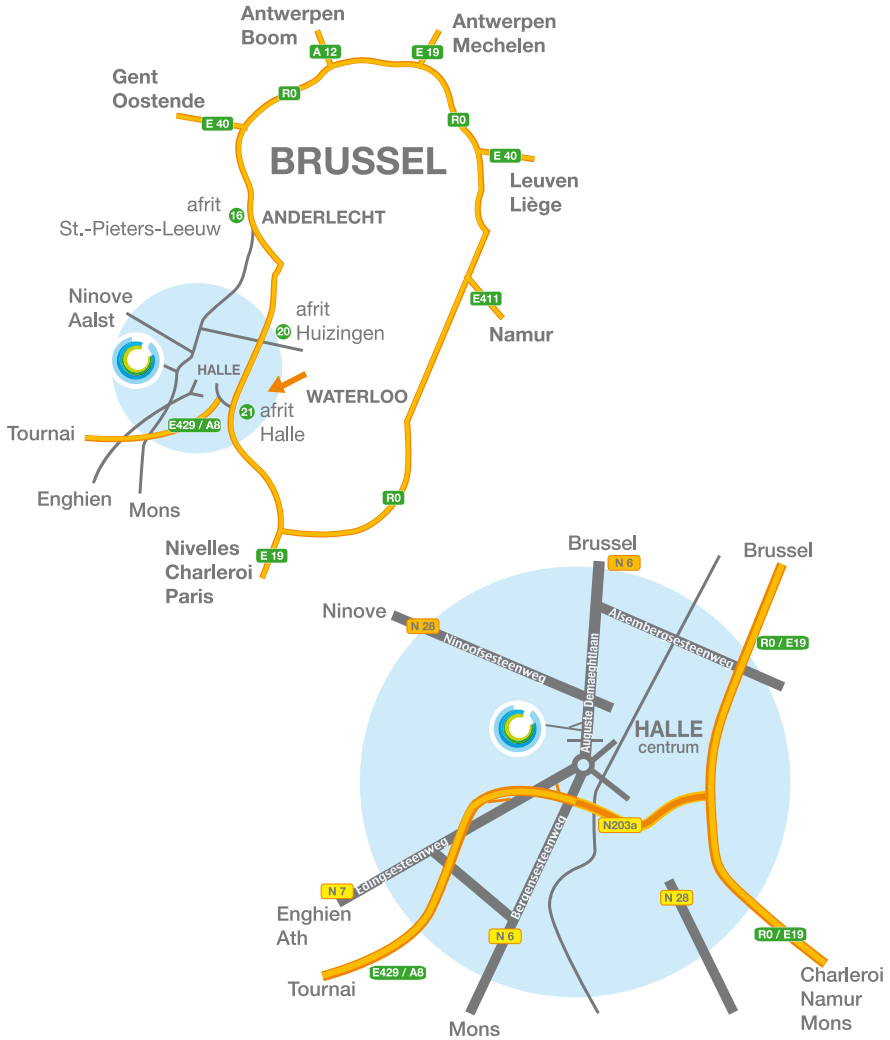 Antwerpen
Boom
Antwerpen
Mechelen
A 12
E 19
Gent
Oostende
R0
R0
E 40
BRUSSEL
E 40
Leuven
Liège
afrit
St.-Pieters-Leeuw
16
ANDERLECHT
Ninove
Aalst
E411
Namur
afrit
Huizingen
20
HALLE
WATERLOO
21
afrit
Halle
Tournai
E429 / A8
Enghien
Mons
R0
Nivelles
Charleroi
Paris
E 19
Brussel
N 6
Brussel
Ninove
N 28
Ninoofsesteenweg
Auguste Demaeghtlaan
Alsembergsesteenweg
R0 / E19
HALLE
centrum
N203a
Edingsesteenweg
Bergensesteenweg
N 7
Enghien
Ath
N 6
N 28
E429 / A8
Tournai
R0 / E19
Mons
Charleroi
Namur
Mons